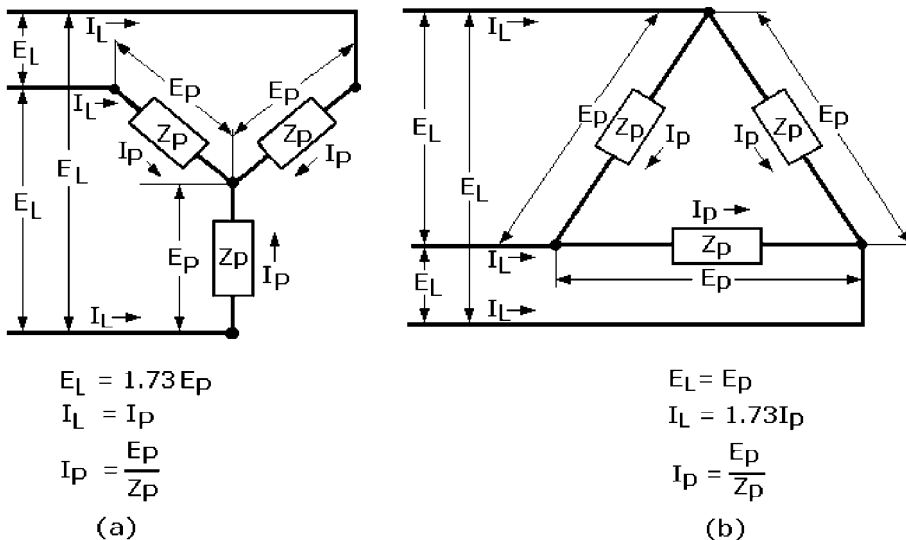 I_L →
I_L →
E_L
E_L
E_L
E_P
E_P
Z_P
Z_P
I_P
I_P
E_P
Z_P
I_P
I_L →
E_L = 1.73 E_P
I_L = I_P
I_P = E_P
Z_P
(a)
I_L →
E_L
E_L
E_P
Z_P
I_P
I_P
Z_P
E_P
I_P →
Z_P
I_L →
E_L
E_P
I_L →
E_L = E_P
I_L = 1.73I_P
I_P = E_P
Z_P
(b)